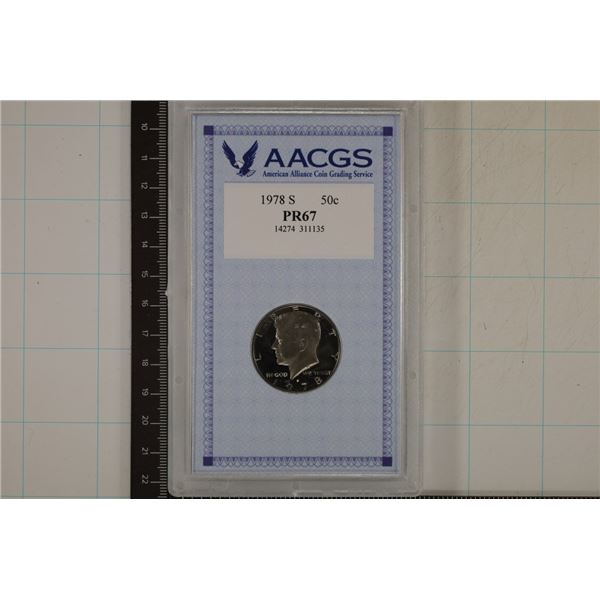 AACGS
American Alliance Coin Grading Service
1978 S 50c
PR67
14274 311135
LIBERTY
IN GOD WE TRUST
1978
10
11
12
13
14
15
16
17
18
19
20
21
22